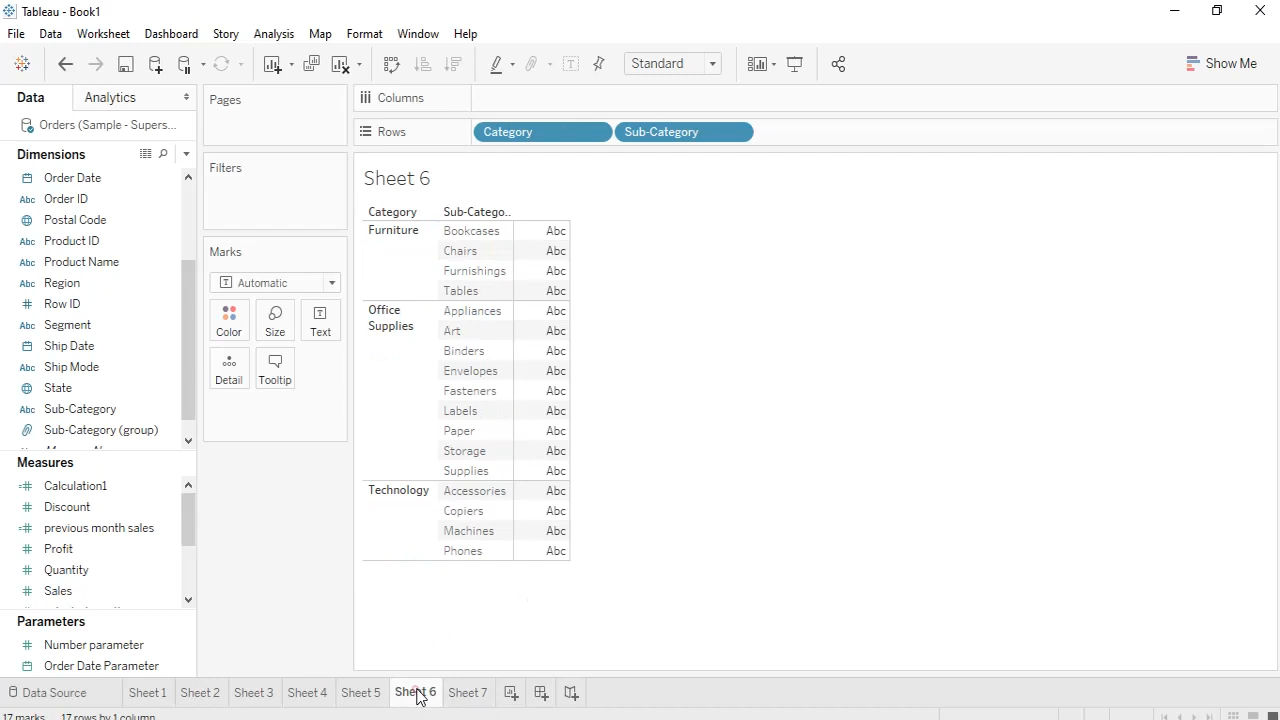 Tableau - Book1
File Data Worksheet Dashboard Story Analysis Map Format Window Help
Standard
Show Me
Data Analytics
Orders (Sample - Supers...
Dimensions
Order Date
Order ID
Postal Code
Product ID
Product Name
Region
Row ID
Segment
Ship Date
Ship Mode
State
Sub-Category
Sub-Category (group)
Measures
Calculation1
Discount
previous month sales
Profit
Quantity
Sales
Parameters
Number parameter
Order Date Parameter
Pages
Filters
Marks
Automatic
Color Size Text
Detail Tooltip
Columns
Rows Category Sub-Category
Sheet 6
Category Sub-Catego..
Furniture Bookcases Abc
Chairs Abc
Furnishings Abc
Tables Abc
Office Supplies Appliances Abc
Art Abc
Binders Abc
Envelopes Abc
Fasteners Abc
Labels Abc
Paper Abc
Storage Abc
Supplies Abc
Technology Accessories Abc
Copiers Abc
Machines Abc
Phones Abc
Data Source Sheet 1 Sheet 2 Sheet 3 Sheet 4 Sheet 5 Sheet 6 Sheet 7
17 marks 17 rows by 1 column